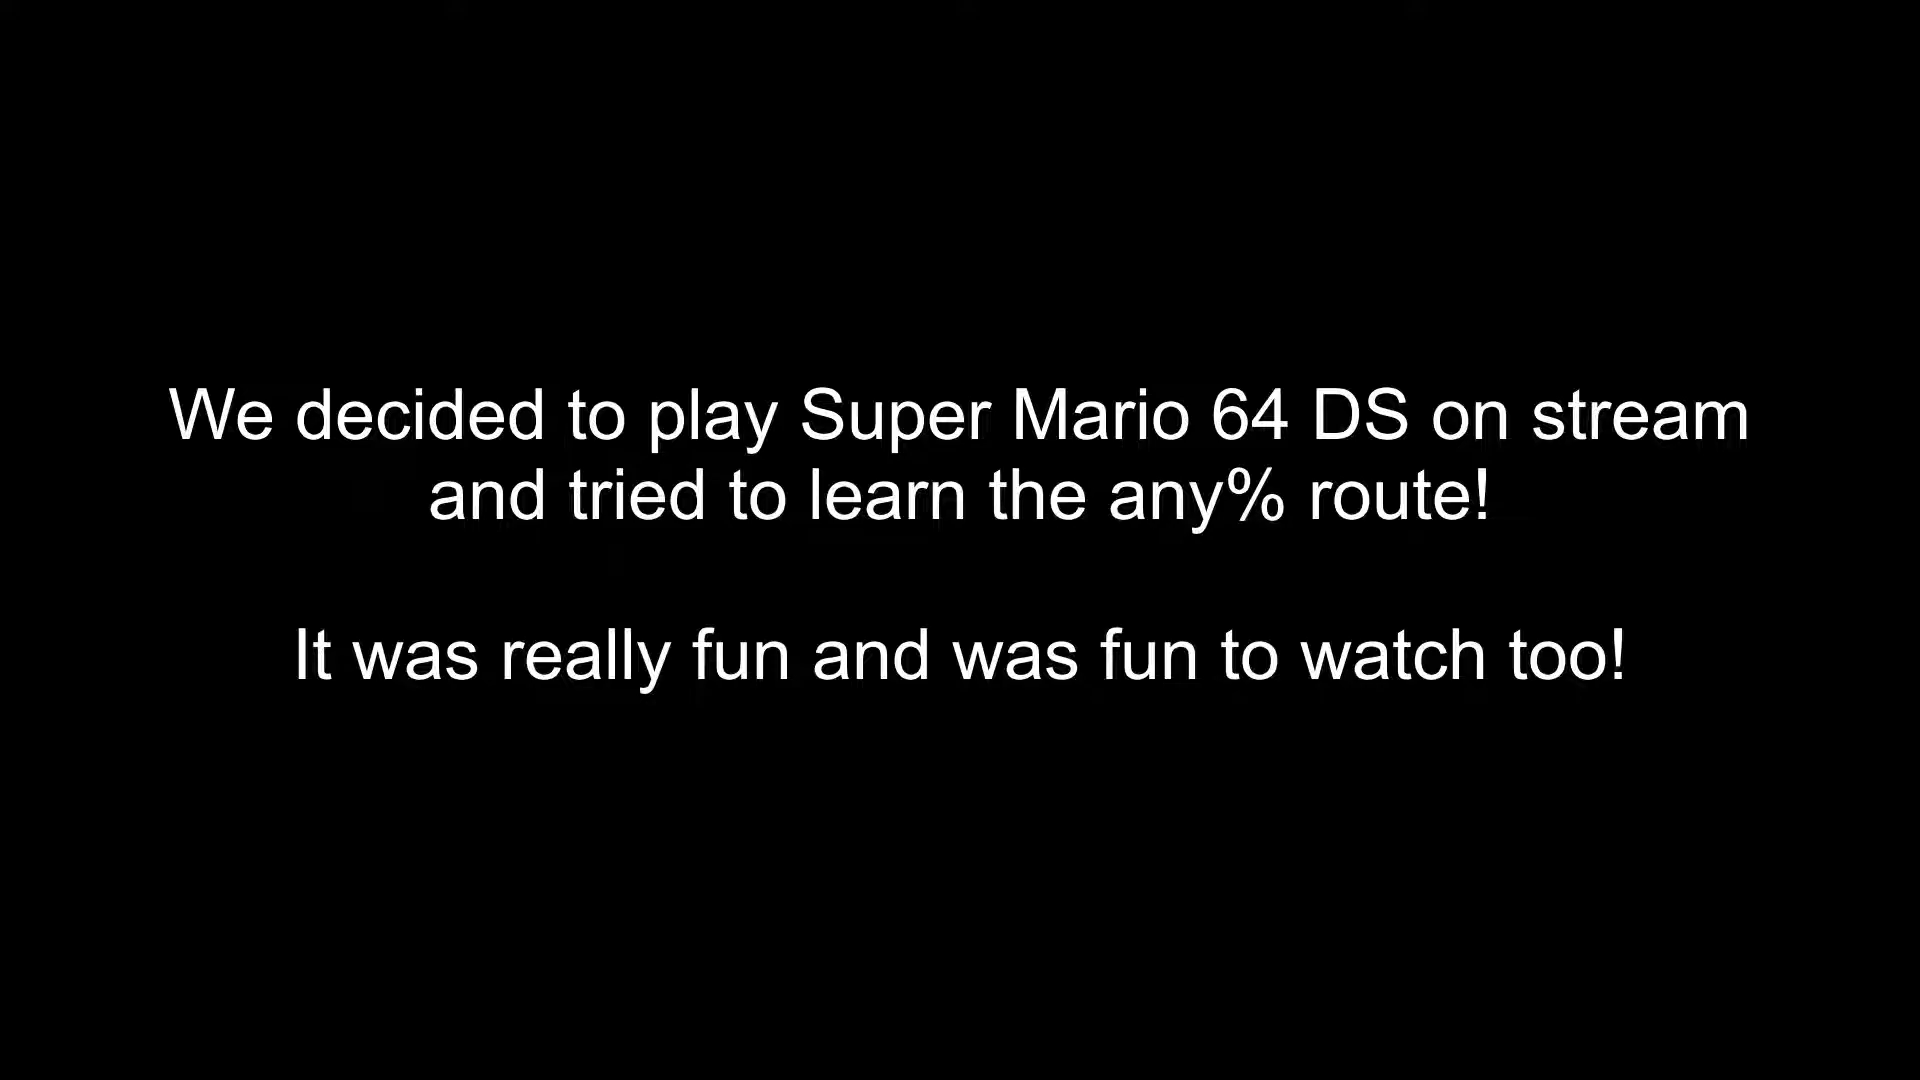 We decided to play Super Mario 64 DS on stream
and tried to learn the any% route!
It was really fun and was fun to watch too!